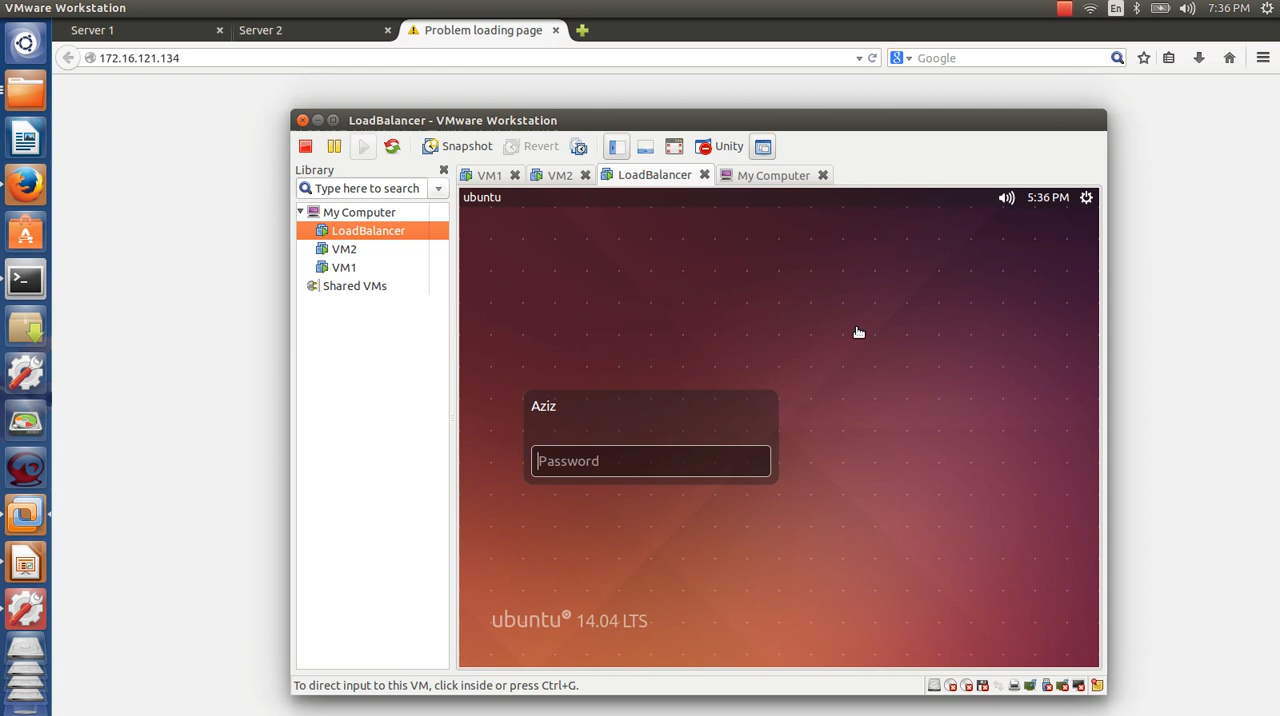 VMware Workstation
En
7:36 PM
Server 1
Server 2
Problem loading page
172.16.121.134
Google
LoadBalancer - VMware Workstation
Snapshot
Revert
Unity
Library
Type here to search
My Computer
LoadBalancer
VM2
VM1
Shared VMs
VM1
VM2
LoadBalancer
My Computer
ubuntu
5:36 PM
Aziz
Password
ubuntu® 14.04 LTS
To direct input to this VM, click inside or press Ctrl+G.